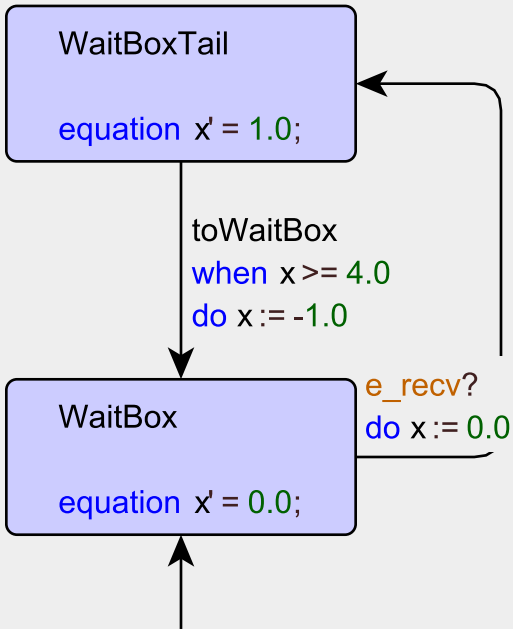 WaitBoxTail
equation x' = 1.0;
toWaitBox
when x >= 4.0
do x := -1.0
e_recv?
do x := 0.0
WaitBox
equation x' = 0.0;